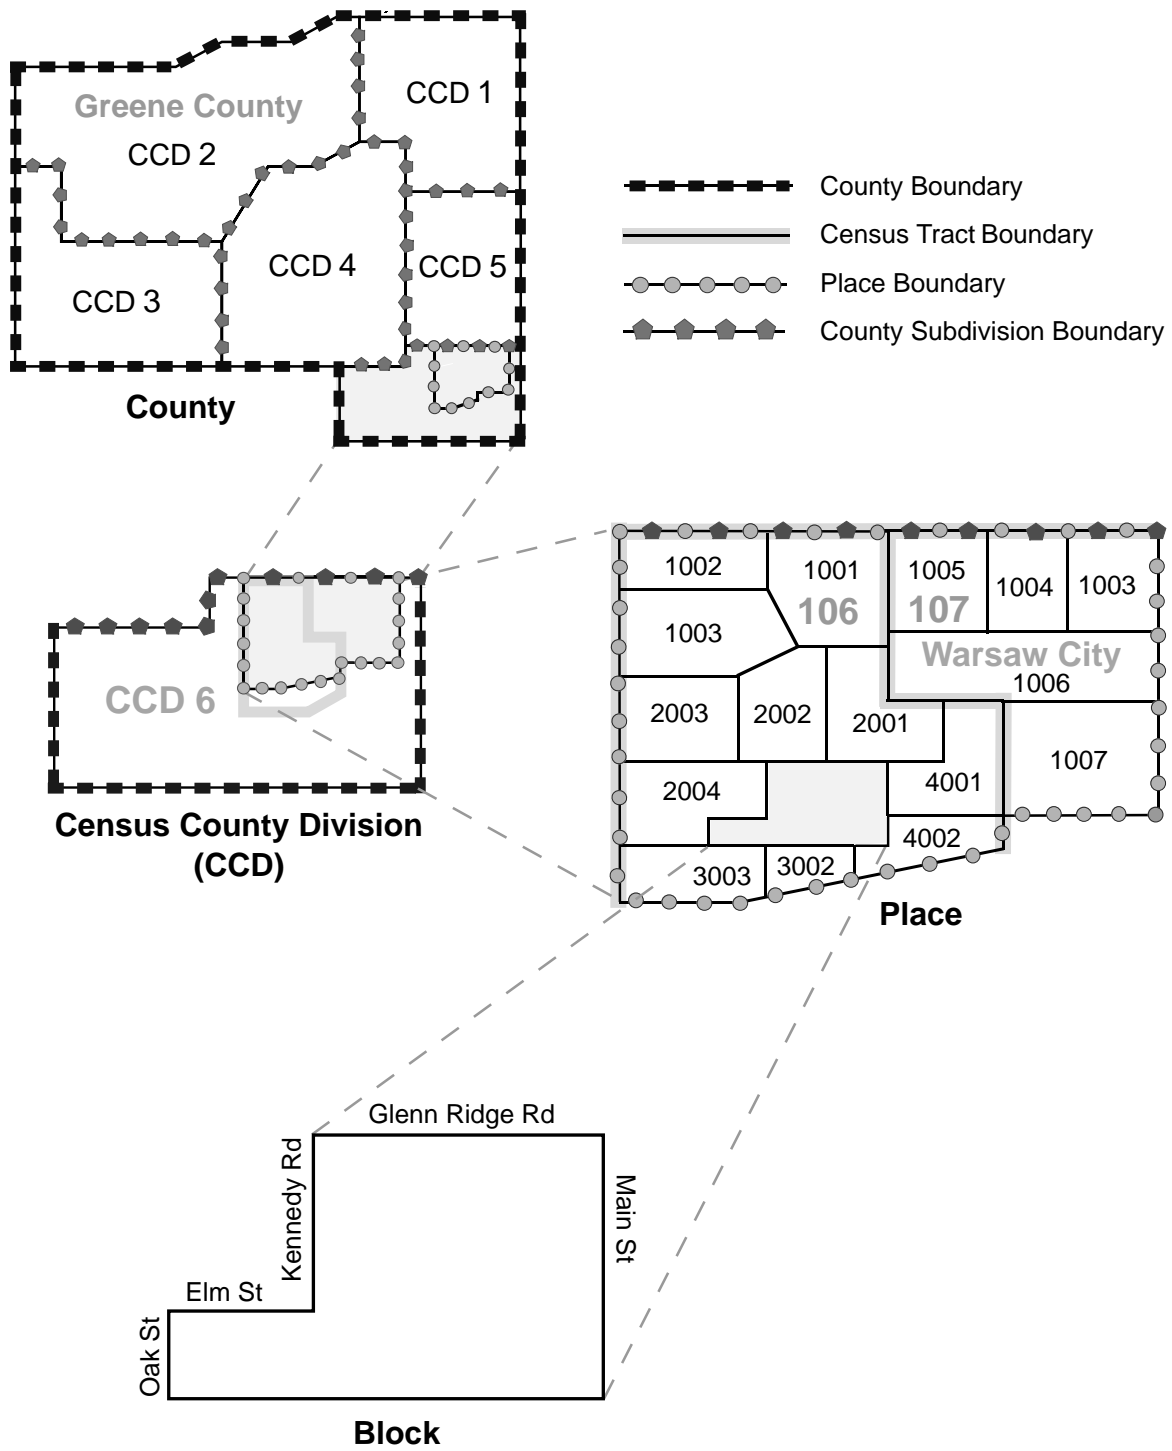 Greene County
CCD 1
CCD 2
CCD 3
CCD 4
CCD 5
County
County Boundary
Census Tract Boundary
Place Boundary
County Subdivision Boundary
CCD 6
Census County Division
(CCD)
1002
1001
1005
1004
1003
106
107
1003
Warsaw City
1006
2003
2002
2001
1007
2004
4001
4002
3003
3002
Place
Glenn Ridge Rd
Kennedy Rd
Main St
Elm St
Oak St
Block